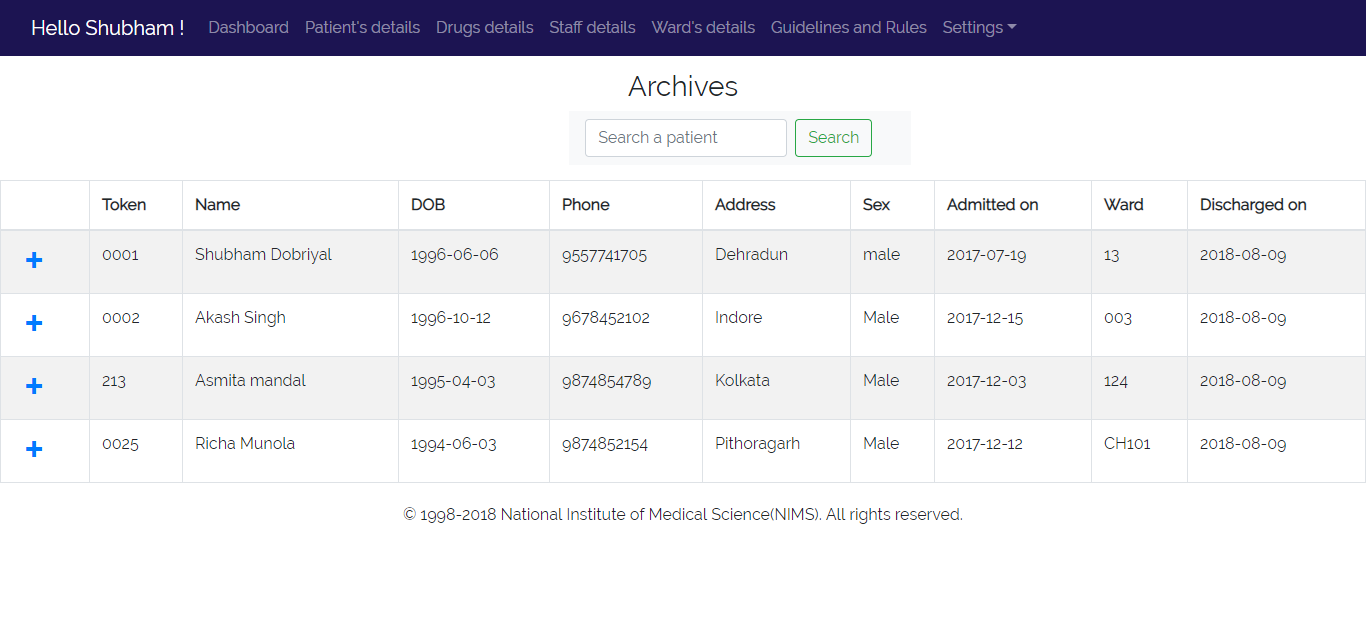 Hello Shubham ! Dashboard Patient's details Drugs details Staff details Ward's details Guidelines and Rules Settings
Archives
Search a patient Search
Token Name DOB Phone Address Sex Admitted on Ward Discharged on
0001 Shubham Dobriyal 1996-06-06 9557741705 Dehradun male 2017-07-19 13 2018-08-09
0002 Akash Singh 1996-10-12 9678452102 Indore Male 2017-12-15 003 2018-08-09
213 Asmita mandal 1995-04-03 9874854789 Kolkata Male 2017-12-03 124 2018-08-09
0025 Richa Munola 1994-06-03 9874852154 Pithoragarh Male 2017-12-12 CH101 2018-08-09
© 1998-2018 National Institute of Medical Science(NIMS). All rights reserved.